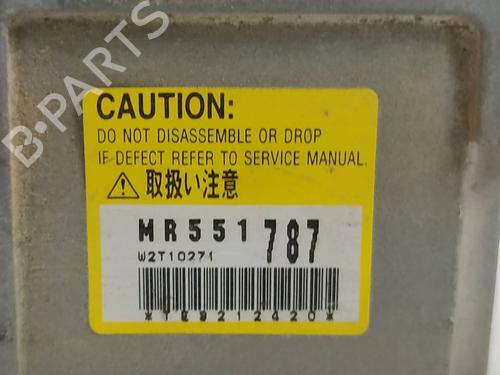 B-PARTS
CAUTION:
DO NOT DISASSEMBLE OR DROP
IF DEFECT REFER TO SERVICE MANUAL.
取扱い注意
MR551787
W2T10271